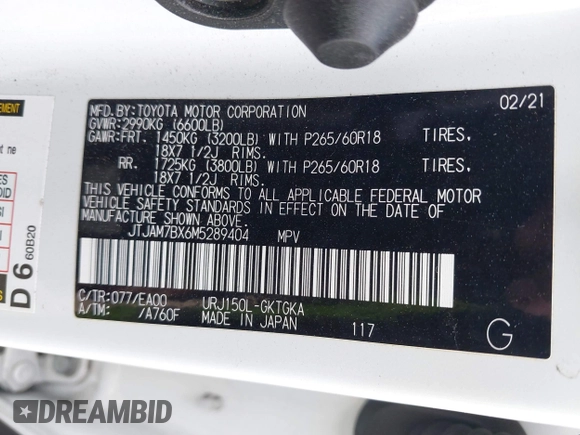 MFD.BY:TOYOTA MOTOR CORPORATION 02/21
GVWR:2990KG (6600LB)
GAWR:FRT. 1450KG (3200LB) WITH P265/60R18 TIRES,
18X7 1/2J RIMS.
RR. 1725KG (3800LB) WITH P265/60R18 TIRES,
18X7 1/2J RIMS.
THIS VEHICLE CONFORMS TO ALL APPLICABLE FEDERAL MOTOR
VEHICLE SAFETY STANDARDS IN EFFECT ON THE DATE OF
MANUFACTURE SHOWN ABOVE.
JTJAM7BX6M5289404 MPV
C/TR:077/EA00 URJ150L-GKTGKA
A/TM: /A760F MADE IN JAPAN 117
G
D 6 60B20
DREAMBID